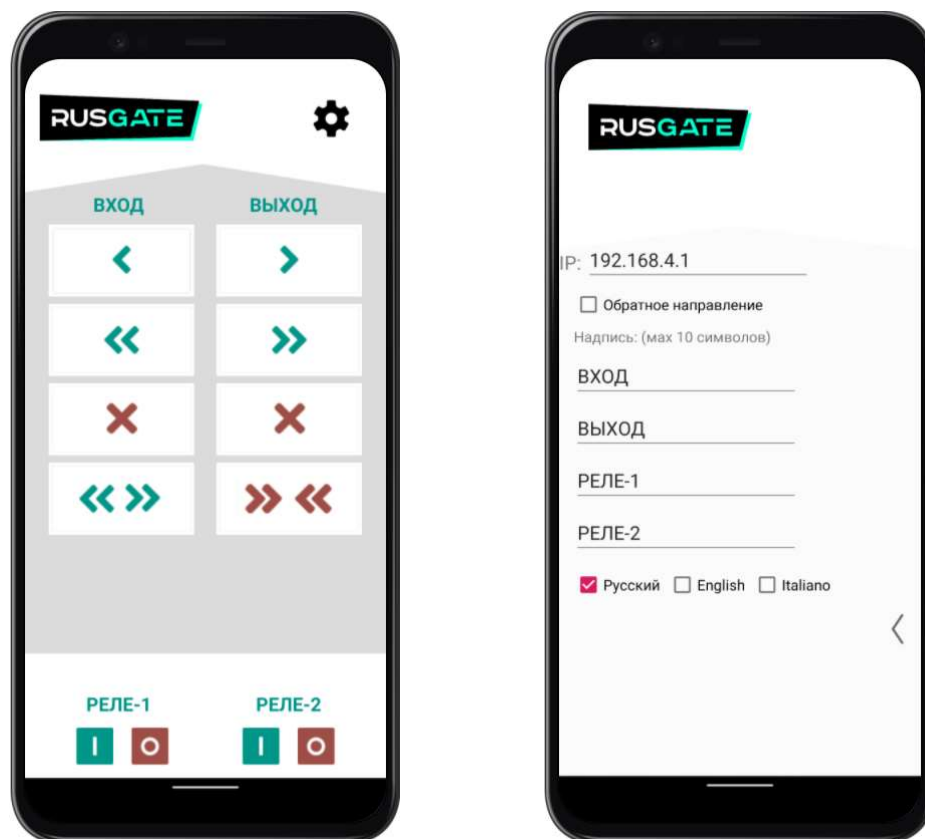 RUSGATE
ВХОД ВЫХОД
РЕЛЕ-1 РЕЛЕ-2
I O I O
RUSGATE
IP: 192.168.4.1
Обратное направление
Надпись: (мах 10 символов)
ВХОД
ВЫХОД
РЕЛЕ-1
РЕЛЕ-2
Русский English Italiano